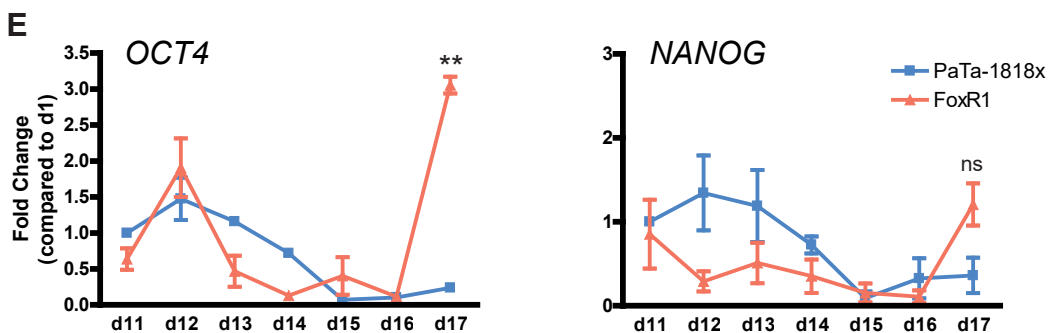 E
OCT4
Fold Change
(compared to d1)
3.5
3.0
2.5
2.0
1.5
1.0
0.5
0.0
**
d11 d12 d13 d14 d15 d16 d17
NANOG
PaTa-1818x
FoxR1
3
2
1
0
ns
d11 d12 d13 d14 d15 d16 d17